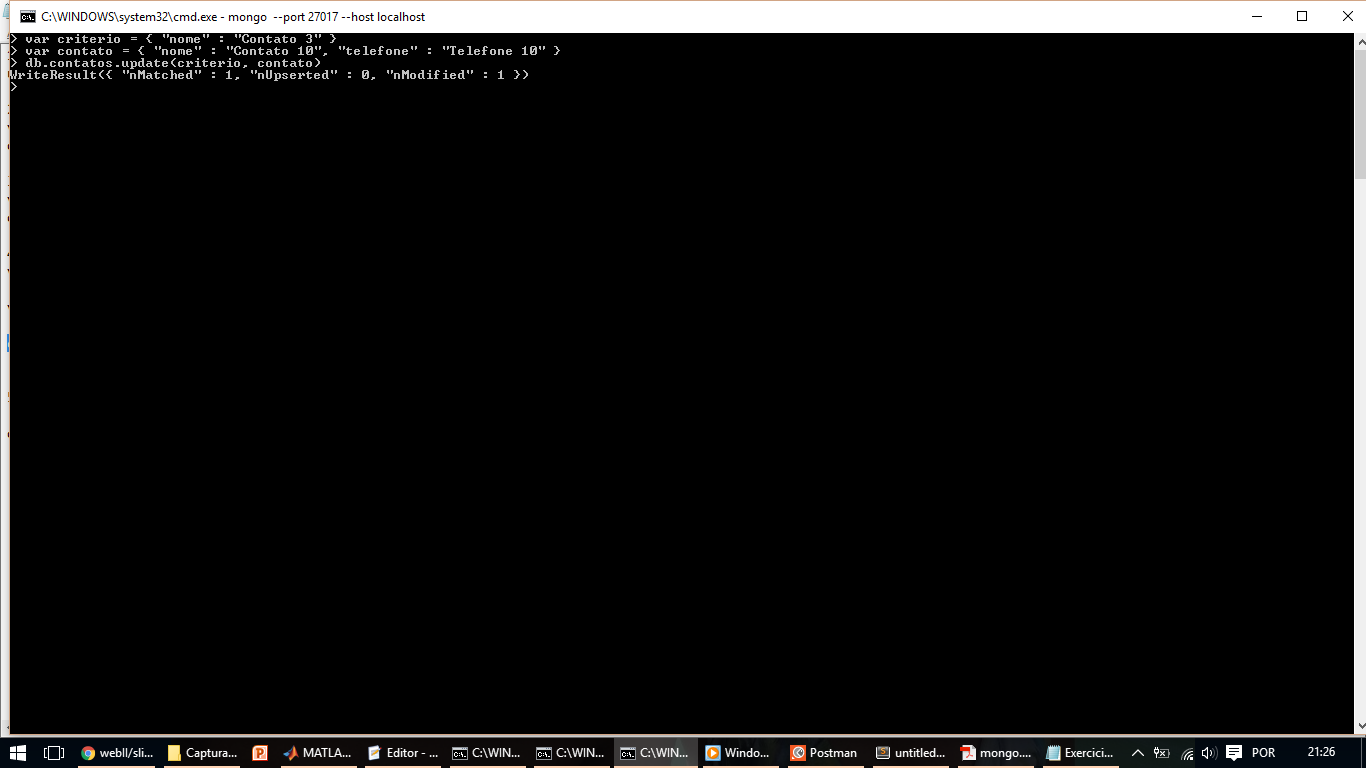 C:\WINDOWS\system32\cmd.exe - mongo  --port 27017 --host localhost
> var criterio = { "nome" : "Contato 3" }
> var contato = { "nome" : "Contato 10", "telefone" : "Telefone 10" }
> db.contatos.update(criterio, contato)
WriteResult({ "nMatched" : 1, "nUpserted" : 0, "nModified" : 1 })
>
webII/sli... Captura... MATLA... Editor - ... C:\WIN... C:\WIN... C:\WIN... Windo... Postman untitled... mongo.... Exercici... POR 21:26